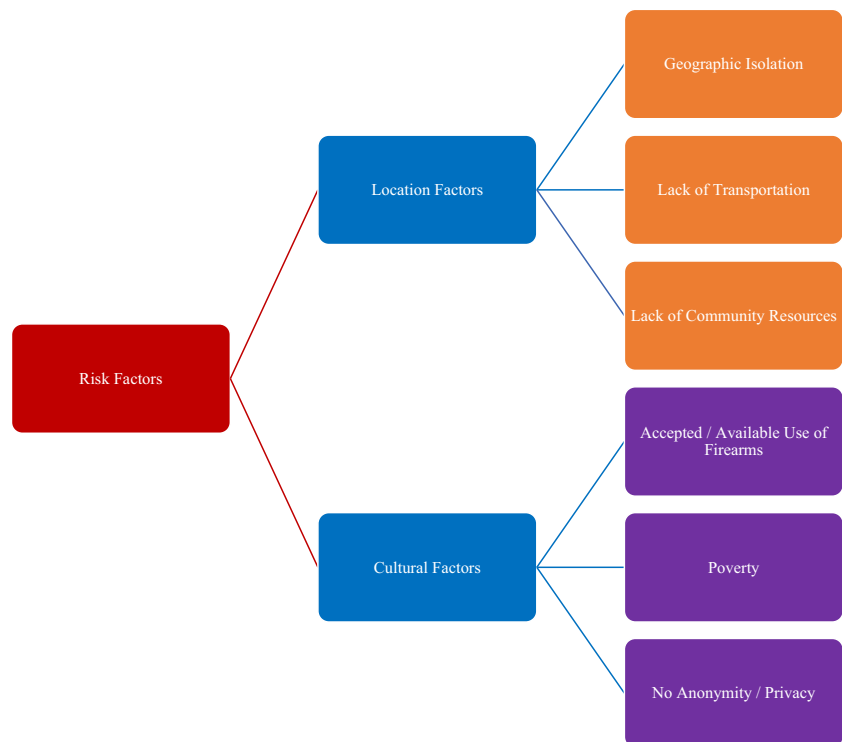 Geographic Isolation
Location Factors
Lack of Transportation
Lack of Community Resources
Risk Factors
Accepted / Available Use of
Firearms
Cultural Factors
Poverty
No Anonymity / Privacy